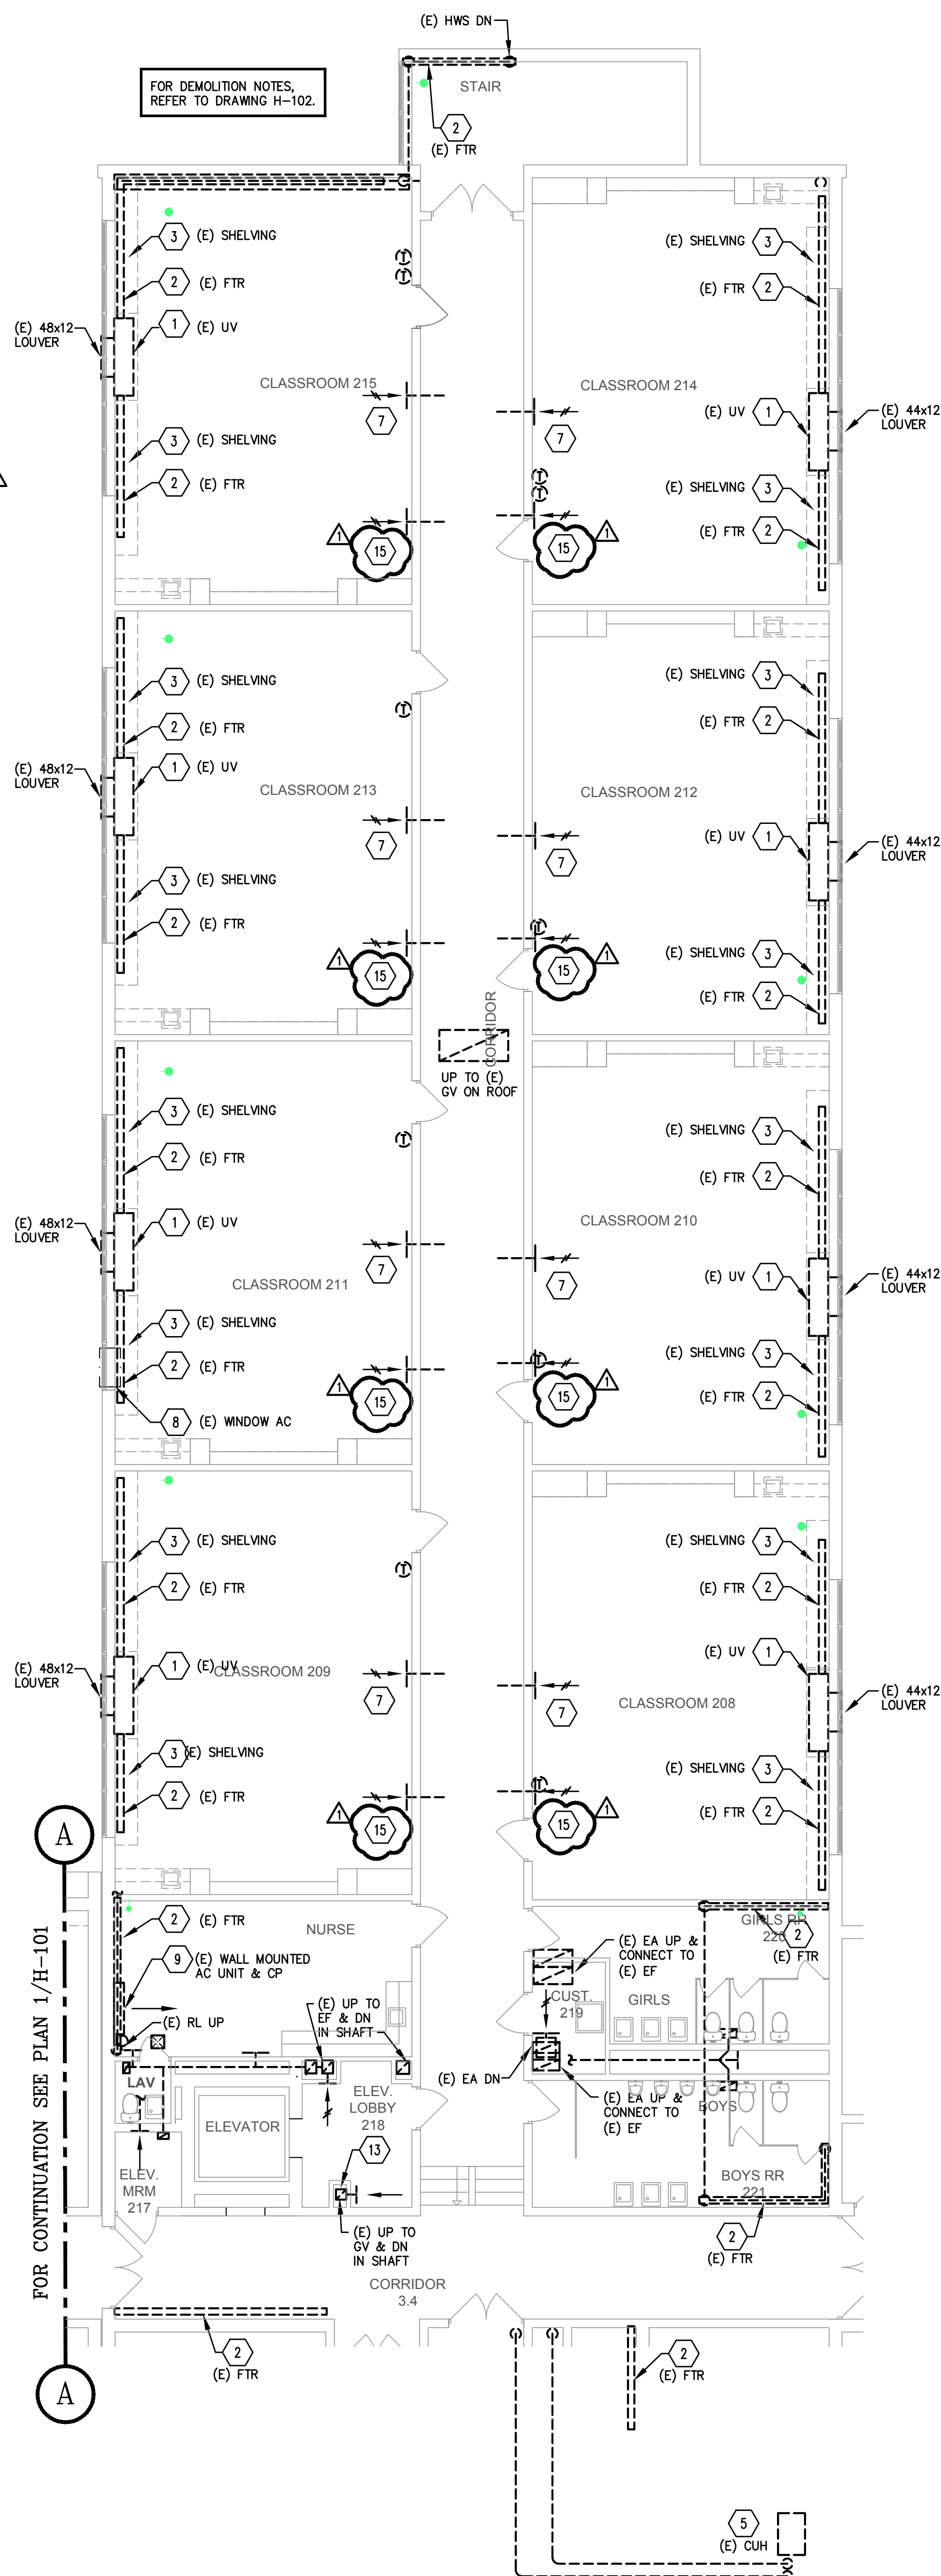 (E) HWS DN
FOR DEMOLITION NOTES,
REFER TO DRAWING H-102.
STAIR
2
(E) FTR
3 (E) SHELVING
2 (E) FTR
(E) 48x12
LOUVER
1 (E) UV
CLASSROOM 215
7
3 (E) SHELVING
2 (E) FTR
1
15
T
T
(E) SHELVING 3
(E) FTR 2
CLASSROOM 214
(E) UV 1
(E) 44x12
LOUVER
7
T
T
(E) SHELVING 3
(E) FTR 2
15
1
3 (E) SHELVING
T
2 (E) FTR
(E) 48x12
LOUVER
1 (E) UV
CLASSROOM 213
7
3 (E) SHELVING
2 (E) FTR
1
15
(E) SHELVING 3
(E) FTR 2
CLASSROOM 212
(E) UV 1
(E) 44x12
LOUVER
7
T
(E) SHELVING 3
(E) FTR 2
15
1
CORRIDOR
UP TO (E)
GV ON ROOF
3 (E) SHELVING
T
2 (E) FTR
(E) 48x12
LOUVER
1 (E) UV
7
CLASSROOM 211
3 (E) SHELVING
2 (E) FTR
8 (E) WINDOW AC
1
15
(E) SHELVING 3
(E) FTR 2
CLASSROOM 210
(E) UV 1
(E) 44x12
LOUVER
7
T
(E) SHELVING 3
(E) FTR 2
15
1
3 (E) SHELVING
T
2 (E) FTR
(E) 48x12
LOUVER
1 (E) UV
CLASSROOM 209
7
3 (E) SHELVING
2 (E) FTR
1
15
(E) SHELVING 3
(E) FTR 2
(E) UV 1
CLASSROOM 208
(E) 44x12
LOUVER
7
T
(E) SHELVING 3
(E) FTR 2
15
1
A
FOR CONTINUATION SEE PLAN 1/H-101
A
2 (E) FTR
NURSE
9 (E) WALL MOUNTED
AC UNIT & CP
(E) RL UP
(E) UP TO
EF & DN
IN SHAFT
LAV
ELEVATOR
ELEV.
LOBBY
218
13
ELEV.
MRM
217
(E) UP TO
GV & DN
IN SHAFT
(E) EA UP &
CONNECT TO
(E) EF
GIRLS RR
220
2
(E) FTR
CUST.
219
GIRLS
(E) EA DN
(E) EA UP &
CONNECT TO
(E) EF
BOYS
BOYS RR
221
2
(E) FTR
CORRIDOR
3.4
2
(E) FTR
2
(E) FTR
5
(E) CUH